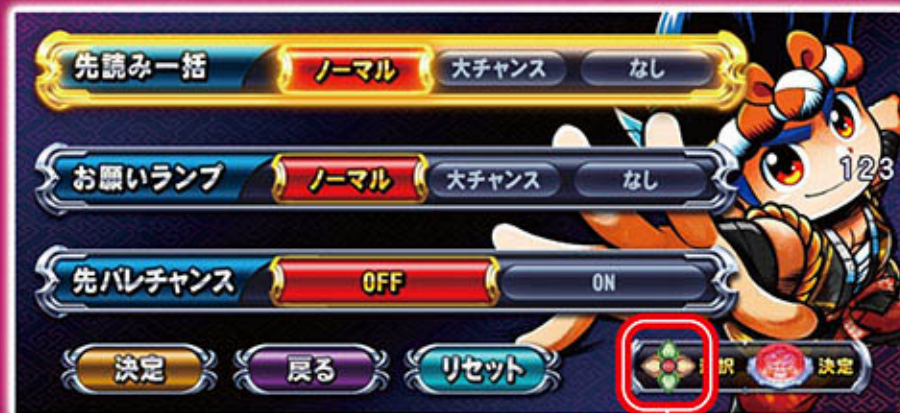 先読み一括 ノーマル 大チャンス なし
お願いランプ ノーマル 大チャンス なし
123
先バレチャンス OFF ON
決定 戻る リセット 訳 決定